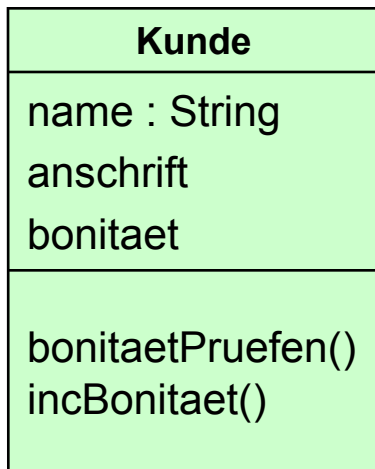 Kunde
name : String
anschrift
bonitaet
bonitaetPruefen()
incBonitaet()